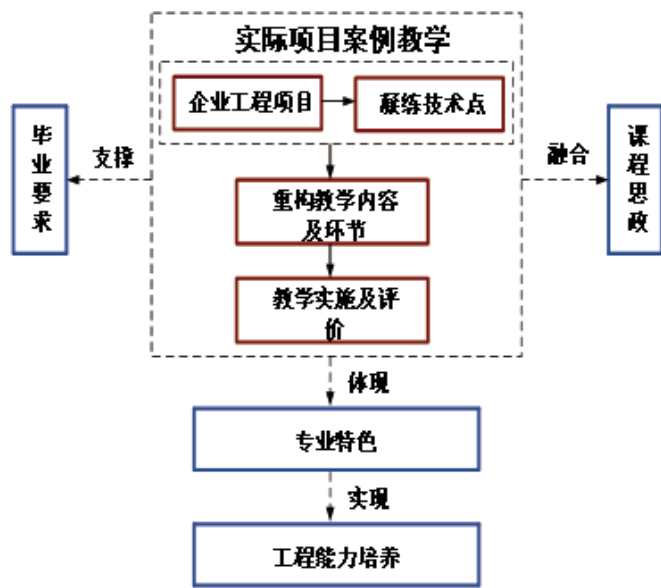 实际项目案例教学
企业工程项目
凝练技术点
毕
业
要
求
支撑
融合
课
程
思
政
重构教学内容
及环节
教学实施及评
价
体现
专业特色
实现
工程能力培养